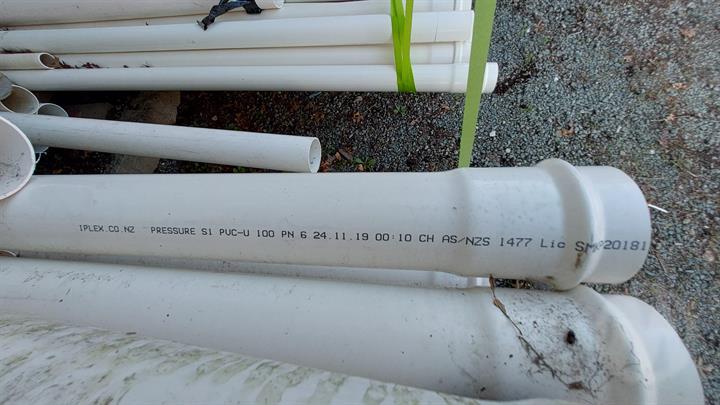 IPLEX.CO.NZ PRESSURE S1 PVC-U 100 PN 6 24.11.19 00:10 CH AS/NZS 1477 Lic